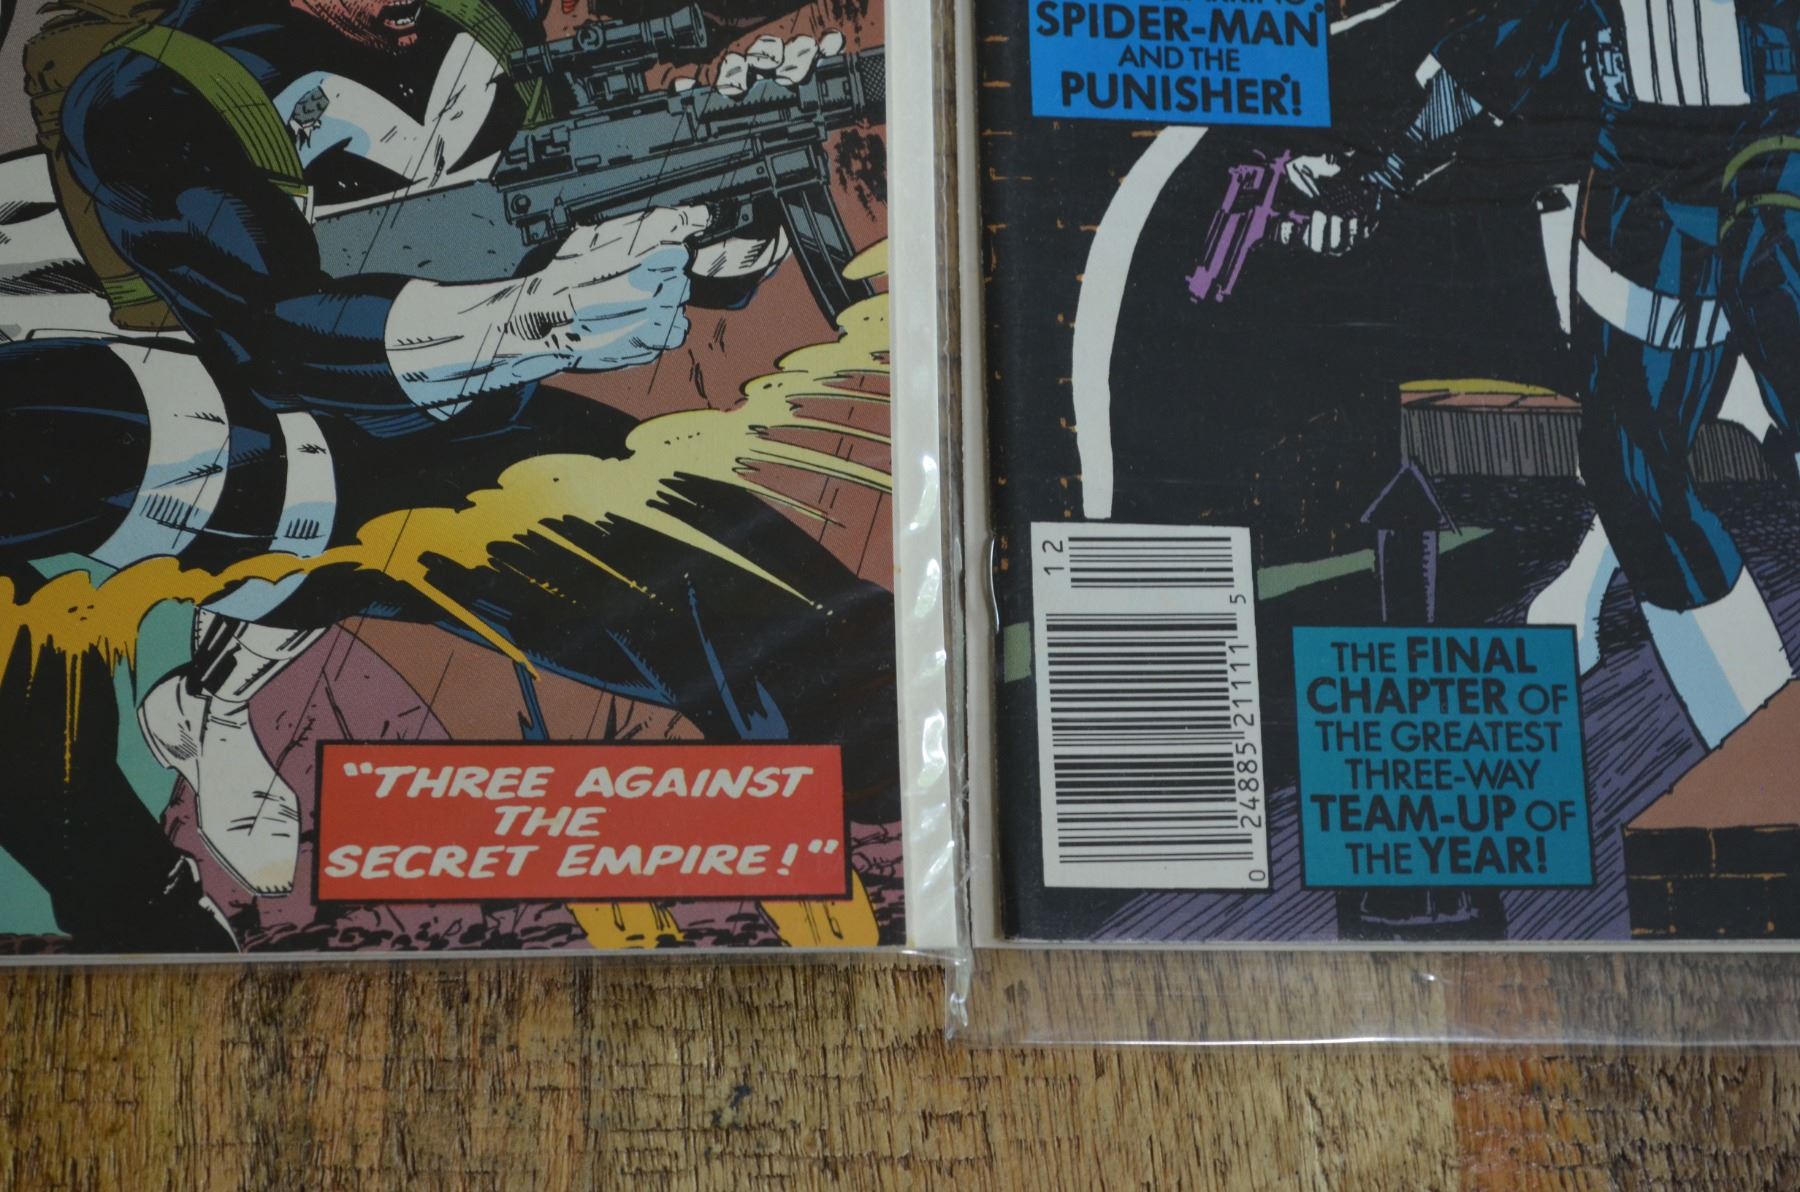 "THREE AGAINST
THE
SECRET EMPIRE!"
SPIDER-MAN®
AND THE
PUNISHER®!
12
5
0 24885 21111
THE FINAL
CHAPTER OF
THE GREATEST
THREE-WAY
TEAM-UP OF
THE YEAR!